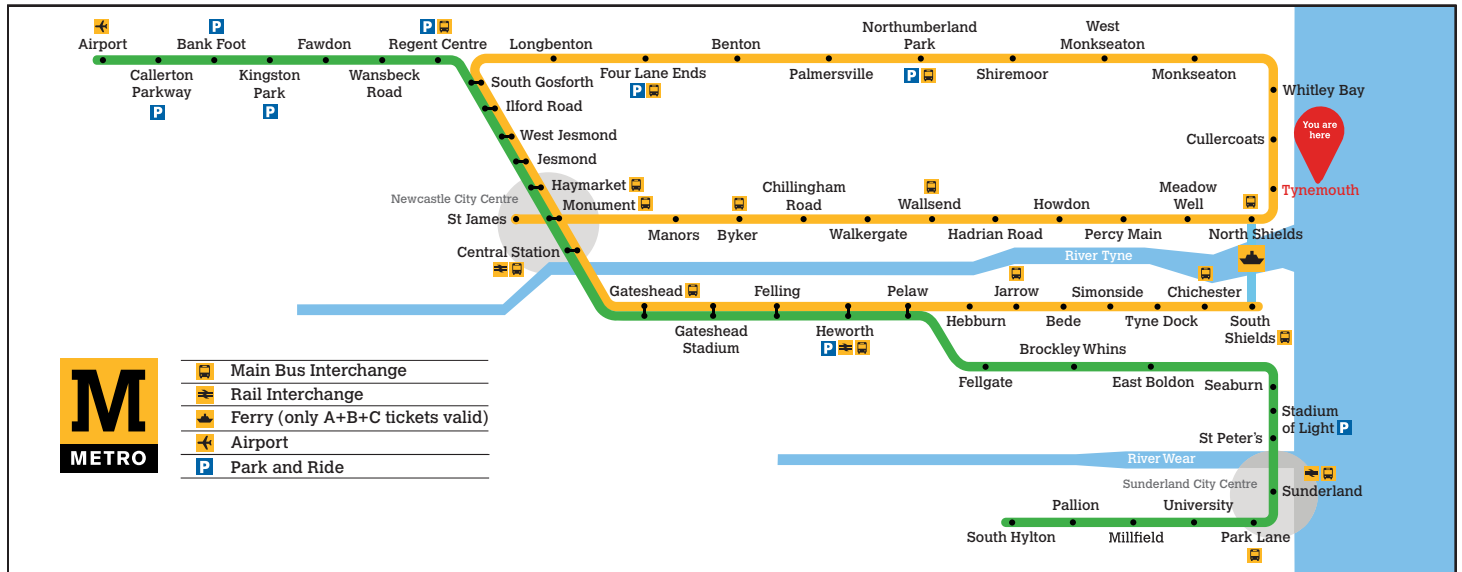 Airport
Callerton
Parkway
P
Bank Foot
P
Kingston
Park
P
Fawdon
Wansbeck
Road
Regent Centre
P
Longbenton
Four Lane Ends
P
Benton
Palmersville
Northumberland
Park
P
Shiremoor
West
Monkseaton
Monkseaton
Whitley Bay
Cullercoats
You are
here
Tynemouth
South Gosforth
Ilford Road
West Jesmond
Jesmond
Haymarket
Newcastle City Centre
Monument
St James
Central Station
Manors
Byker
Chillingham
Road
Walkergate
Wallsend
Hadrian Road
Howdon
Percy Main
Meadow
Well
North Shields
River Tyne
Gateshead
Gateshead
Stadium
Felling
Heworth
P
Pelaw
Hebburn
Jarrow
Bede
Simonside
Tyne Dock
Chichester
South
Shields
Fellgate
Brockley Whins
East Boldon
Seaburn
Stadium
of Light P
St Peter's
River Wear
Sunderland City Centre
Sunderland
Park Lane
University
Millfield
Pallion
South Hylton
M
METRO
Main Bus Interchange
Rail Interchange
Ferry (only A+B+C tickets valid)
Airport
P Park and Ride